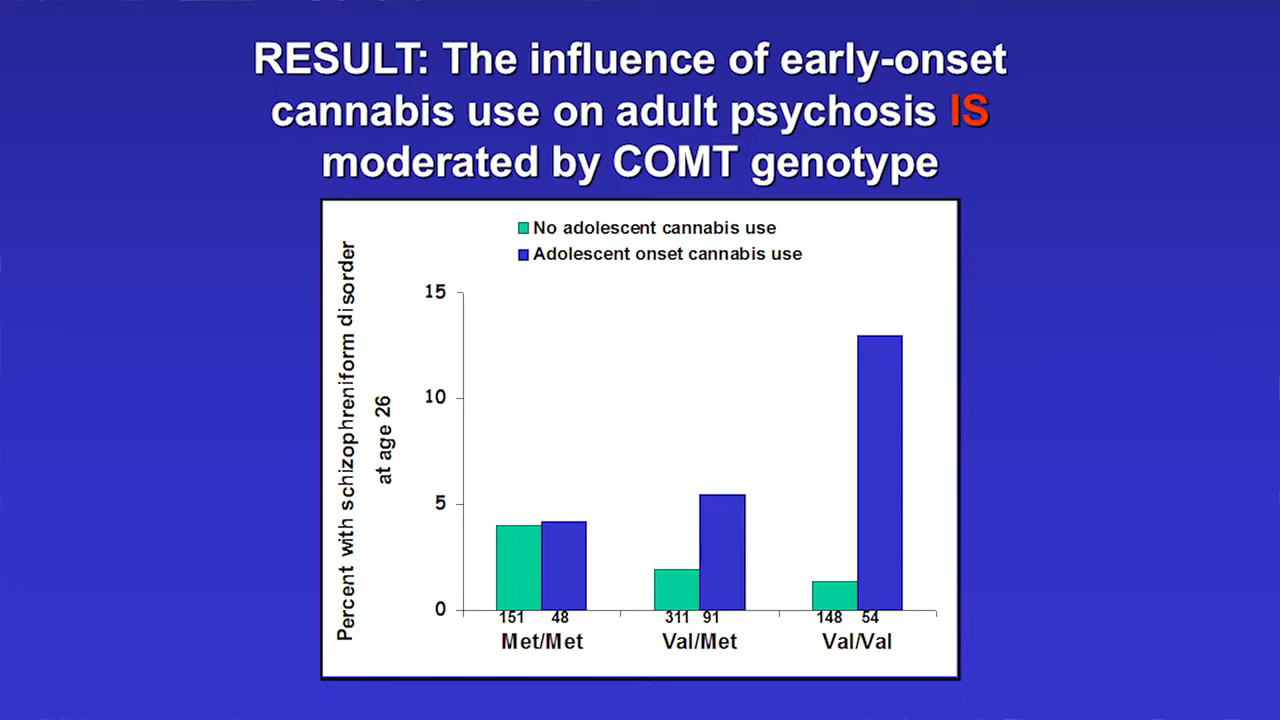 RESULT: The influence of early-onset
cannabis use on adult psychosis IS
moderated by COMT genotype
No adolescent cannabis use
Adolescent onset cannabis use
Percent with schizophreniform disorder
at age 26
15
10
5
0
151 48 311 91 148 54
Met/Met Val/Met Val/Val